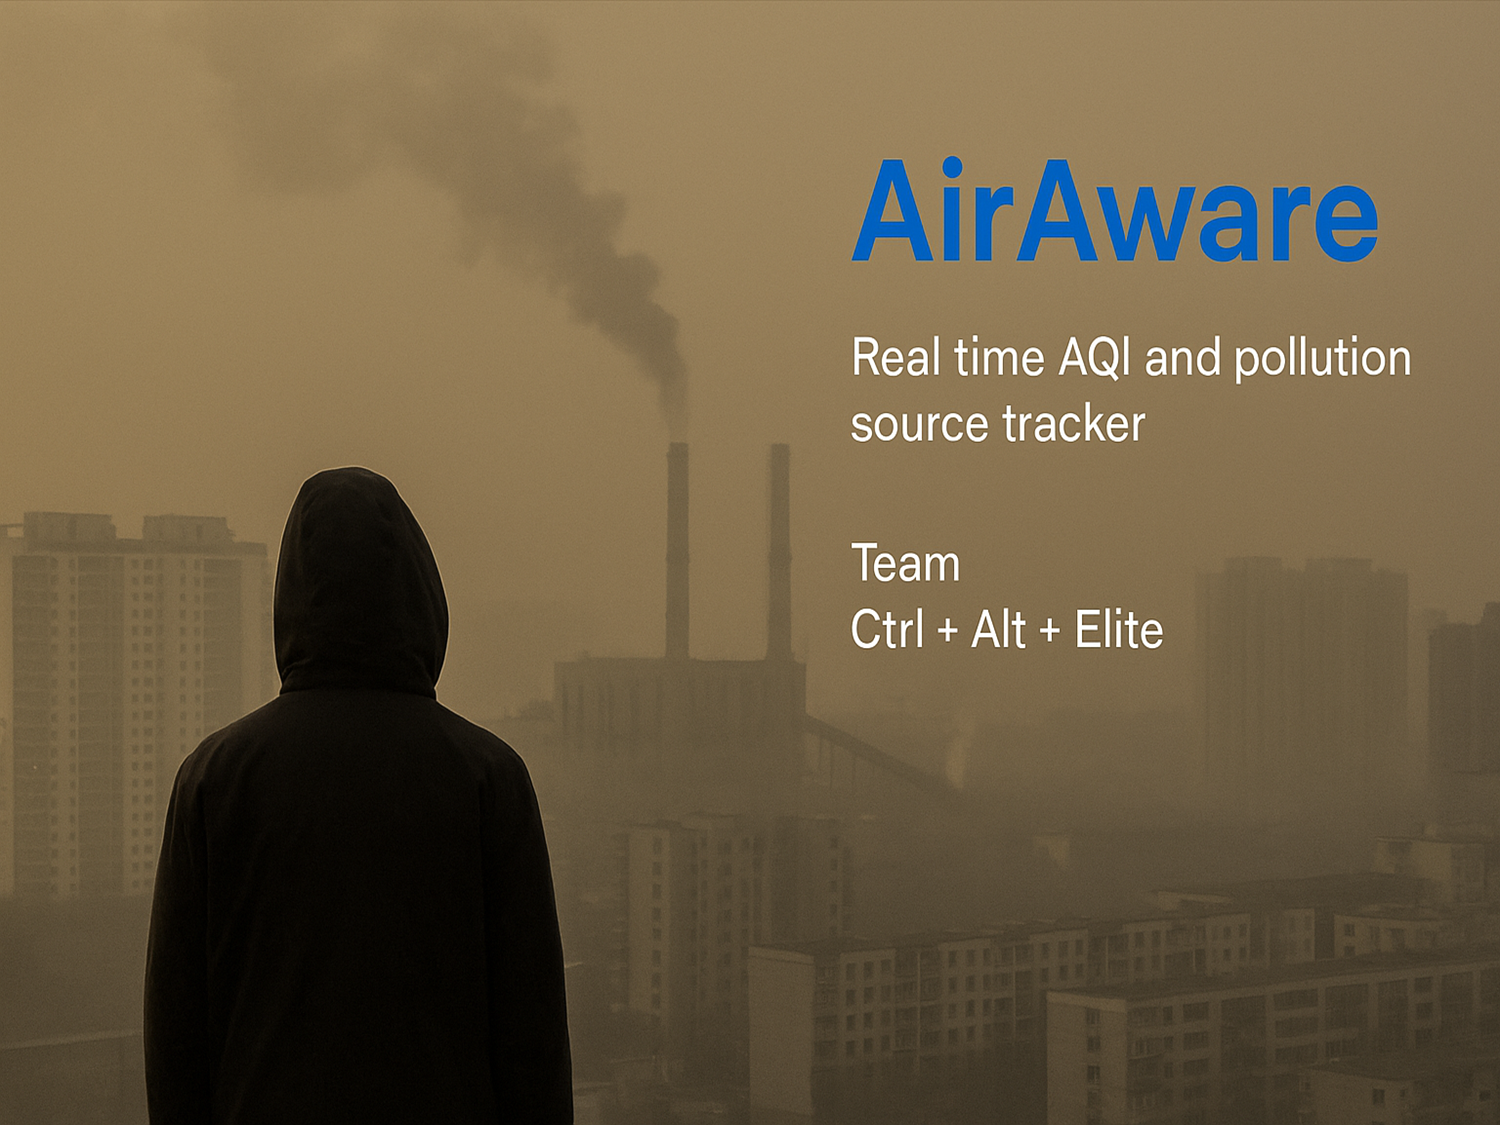 AirAware
Real time AQI and pollution
source tracker
Team
Ctrl + Alt + Elite